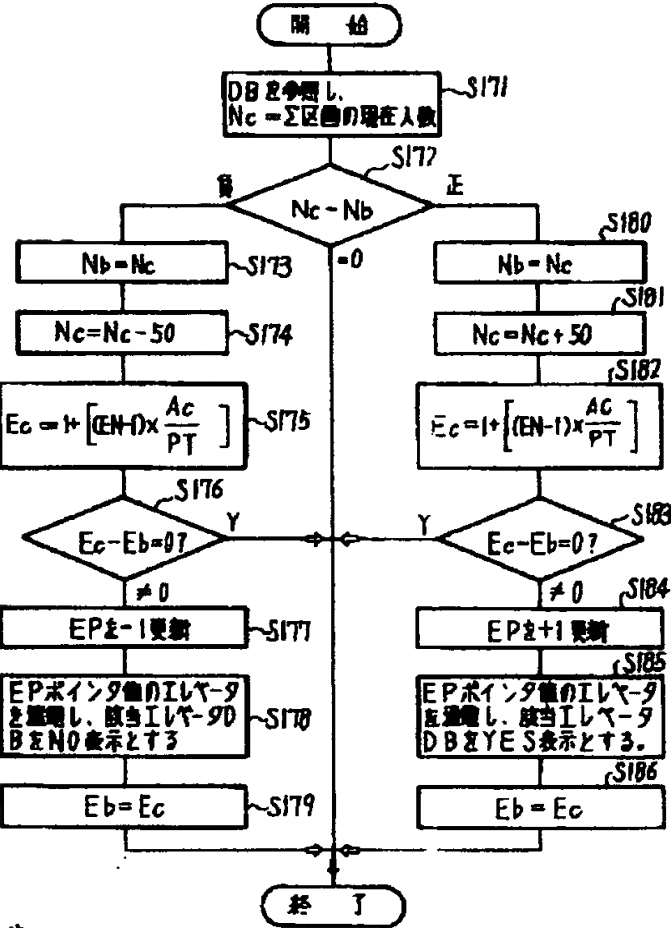 開 始
DBを参照し、
Nc=Σ区画の現在人数
S171
S172
負
正
Nc-Nb
=0
Nb=Nc
S173
Nb=Nc
S180
Nc=Nc-50
S174
Nc=Nc+50
S181
Ec=1+[(EN-1)×Ac/PT]
S175
Ec=1+[(EN-1)×AC/PT]
S182
S176
Ec-Eb=0?
Y
≠0
S183
Ec-Eb=0?
Y
≠0
EPを-1更新
S177
EPを+1更新
S184
EPポインタ値のエレベータ
を選択し、該当エレベータD
BをNO表示とする
S178
EPポインタ値のエレベータ
を選択し、該当エレベータ
DBをYES表示とする。
S185
Eb=Ec
S179
Eb=Ec
S186
終 了